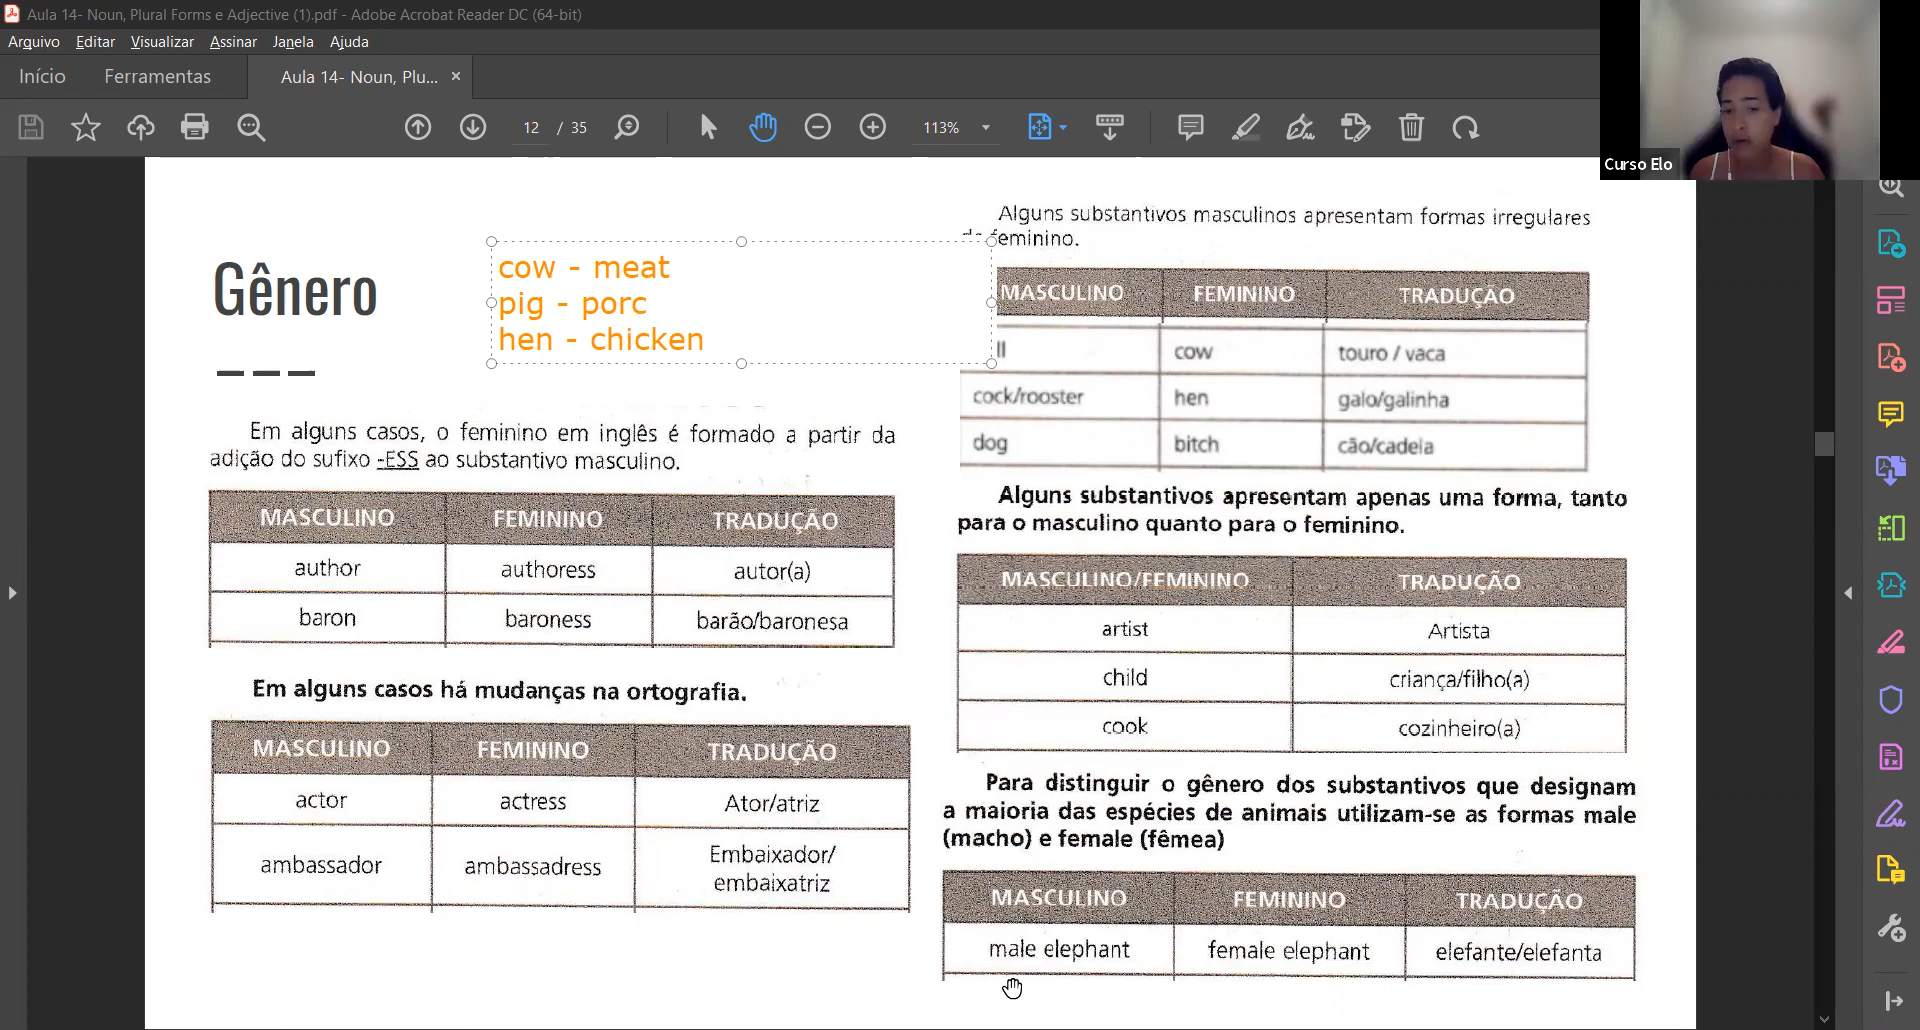 Aula 14- Noun, Plural Forms e Adjective (1).pdf - Adobe Acrobat Reader DC (64-bit)
Arquivo Editar Visualizar Assinar Janela Ajuda
Início Ferramentas Aula 14- Noun, Plu... ×
12 / 35 113%
Curso Elo
Gênero
cow - meat
pig - porc
hen - chicken
Em alguns casos, o feminino em inglês é formado a partir da
adição do sufixo -ESS ao substantivo masculino.
MASCULINO FEMININO TRADUÇÃO
author authoress autor(a)
baron baroness barão/baronesa
Em alguns casos há mudanças na ortografia.
MASCULINO FEMININO TRADUÇÃO
actor actress Ator/atriz
ambassador ambassadress Embaixador/
embaixatriz
Alguns substantivos masculinos apresentam formas irregulares
feminino.
MASCULINO FEMININO TRADUÇÃO
ll cow touro / vaca
cock/rooster hen galo/galinha
dog bitch cão/cadela
Alguns substantivos apresentam apenas uma forma, tanto
para o masculino quanto para o feminino.
MASCULINO/FEMININO TRADUÇÃO
artist Artista
child criança/filho(a)
cook cozinheiro(a)
Para distinguir o gênero dos substantivos que designam
a maioria das espécies de animais utilizam-se as formas male
(macho) e female (fêmea)
MASCULINO FEMININO TRADUÇÃO
male elephant female elephant elefante/elefanta